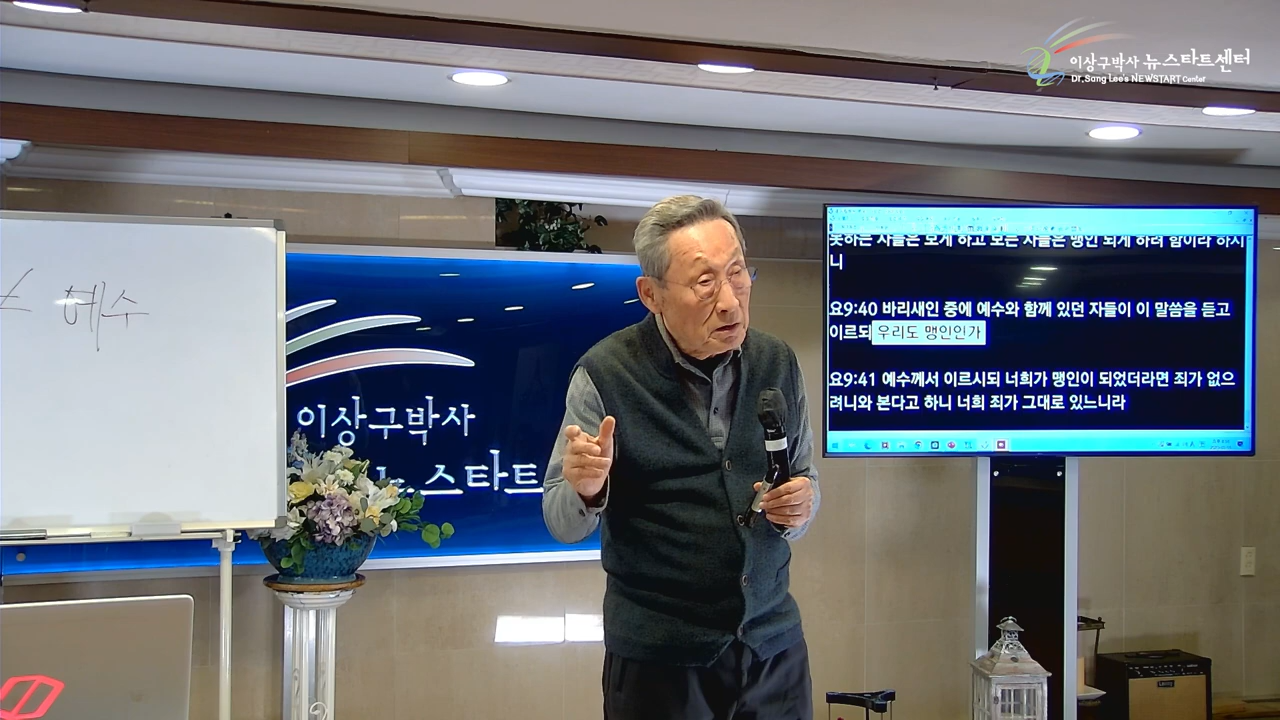 이상구박사 뉴스타트센터
Dr.Sang Lee's NEWSTART Center
예수
이상구박사
스타트
못하는 자들은 보게 하고 보는 자들은 맹인 되게 하려 함이라 하시
니
요9:40 바리새인 중에 예수와 함께 있던 자들이 이 말씀을 듣고
이르되 우리도 맹인인가
요9:41 예수께서 이르시되 너희가 맹인이 되었더라면 죄가 없으
려니와 본다고 하니 너희 죄가 그대로 있느니라